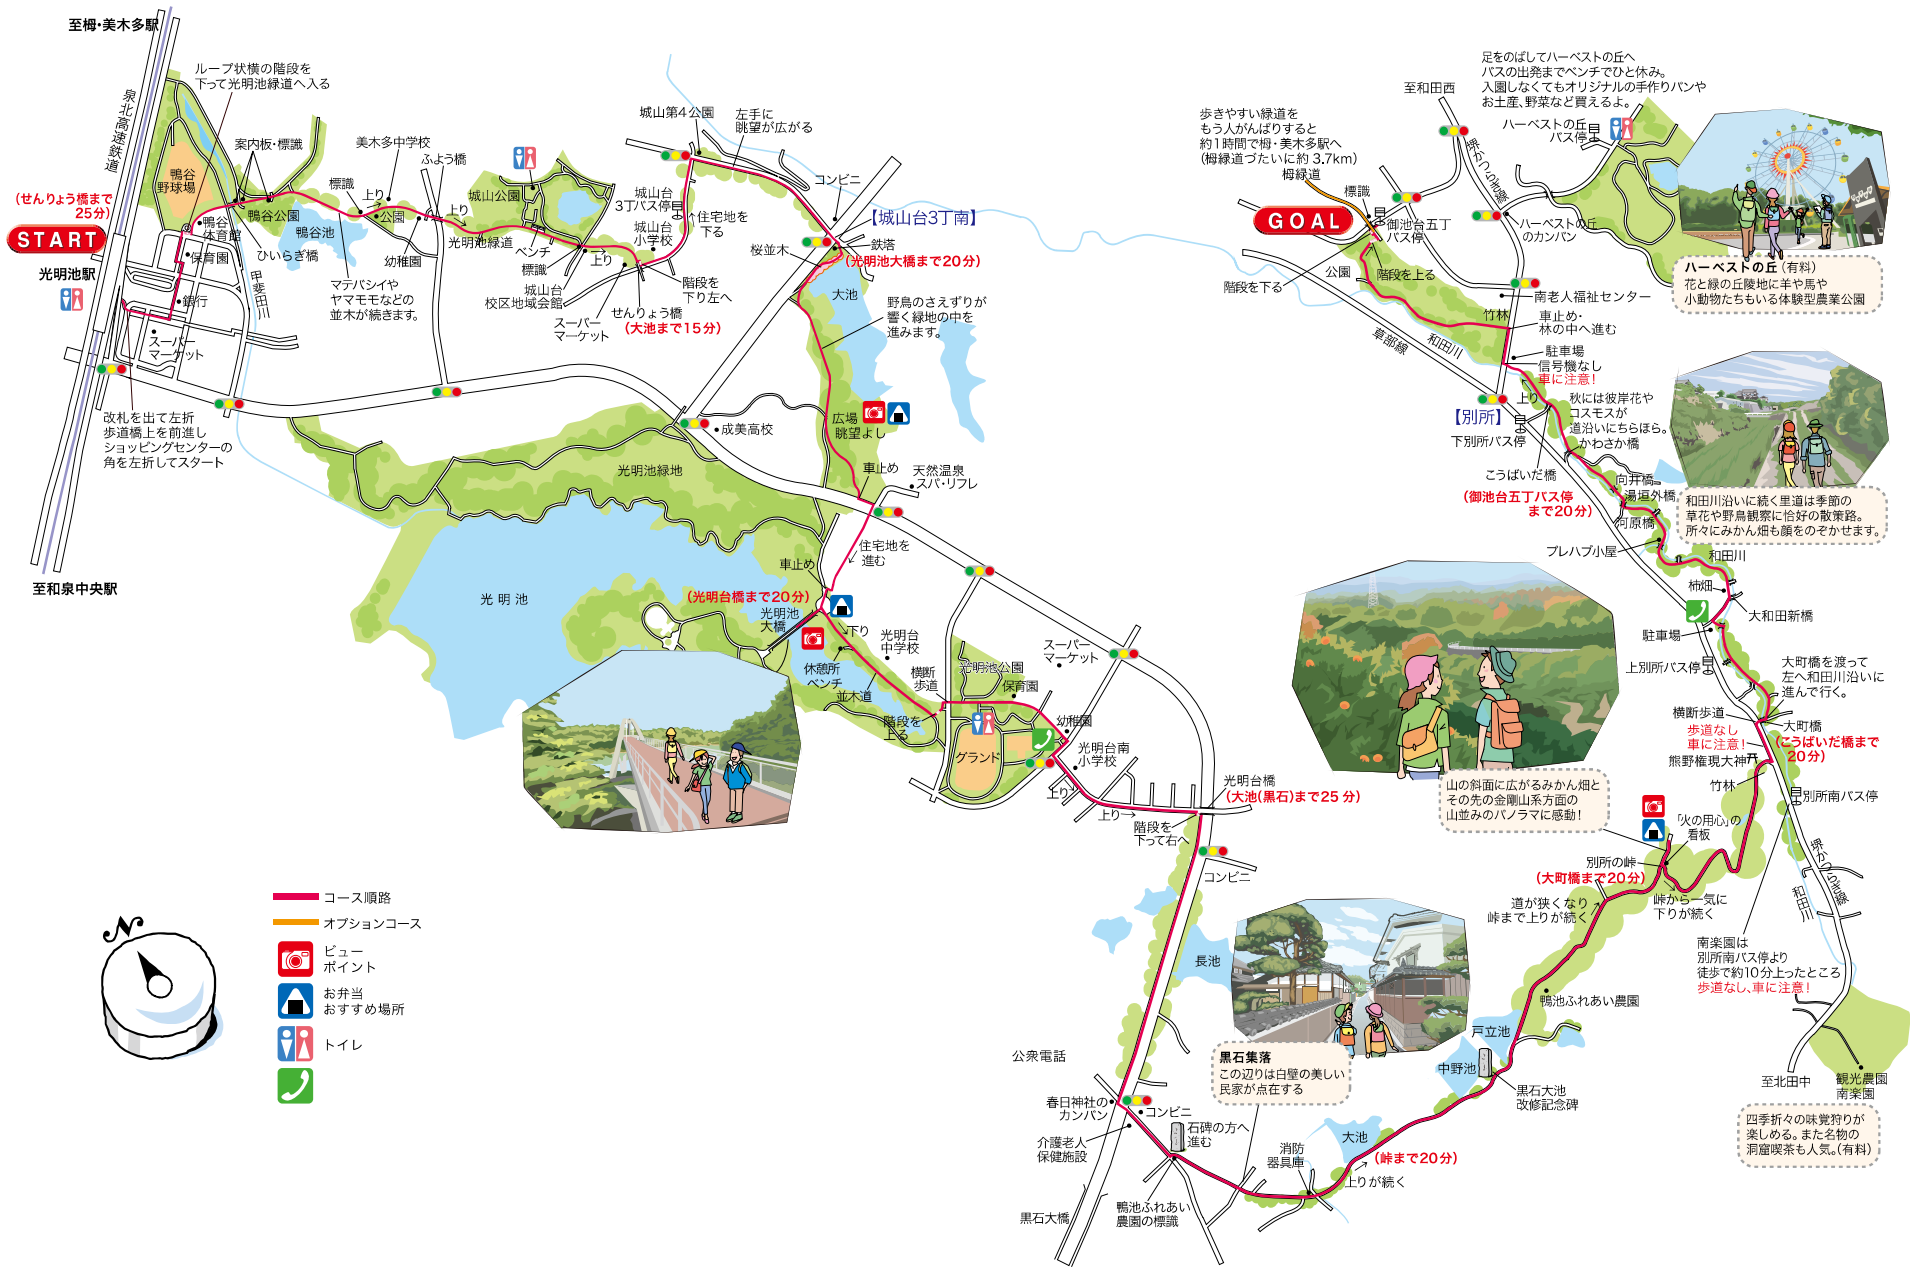 至栂・美木多駅
泉北高速鉄道
ループ状横の階段を
下って光明池緑道へ入る
案内板・標識
鴨谷
野球場
(せんりょう橋まで
25分)
START
光明池駅
鴨谷
体育館
保育園
銀行
スーパー
マーケット
甲斐田川
ひいらぎ橋
鴨谷公園
鴨谷池
標識
上り
美木多中学校
公園
ふよう橋
上り
幼稚園
マテバシイや
ヤマモモなどの
並木が続きます。
光明池緑道
城山公園
ベンチ
標識
上り
城山台
校区地域会館
スーパー
マーケット
せんりょう橋
(大池まで15分)
城山台
小学校
城山台
3丁バス停
住宅地を
下る
階段を
下り左へ
城山第4公園
左手に
眺望が広がる
コンビニ
【城山台3丁南】
桜並木
鉄塔
(光明池大橋まで20分)
大池
野鳥のさえずりが
響く緑地の中を
進みます。
改札を出て左折
歩道橋上を前進し
ショッピングセンターの
角を左折してスタート
至和泉中央駅
光明池緑地
成美高校
広場
眺望よし
車止め
天然温泉
スパ・リフレ
住宅地を
進む
車止め
光明池
(光明台橋まで20分)
光明池
大橋
下り
光明台
中学校
休憩所
ベンチ
並木道
横断
歩道
階段を
上る
光明池公園
保育園
グランド
幼稚園
スーパー
マーケット
光明台南
小学校
上り
上り
光明台橋
(大池(黒石)まで25分)
階段を
下って右へ
コンビニ
長池
公衆電話
春日神社の
カンバン
コンビニ
介護老人
保健施設
石碑の方へ
進む
黒石大橋
鴨池ふれあい
農園の標識
黒石集落
この辺りは白壁の美しい
民家が点在する
消防
器具庫
大池
(峠まで20分)
上りが続く
中野池
戸立池
黒石大池
改修記念碑
鴨池ふれあい農園
道が狭くなり
峠まで上りが続く
別所の峠
(大町橋まで20分)
峠から一気に
下りが続く
「火の用心」の
看板
山の斜面に広がるみかん畑と
その先の金剛山系方面の
山並みのパノラマに感動!
竹林
熊野権現大神
別所南バス停
横断歩道
歩道なし
車に注意!
大町橋
(こうばいだ橋まで
20分)
大町橋を渡って
左へ和田川沿いに
進んで行く。
上別所バス停
駐車場
柿畑
大和田新橋
和田川
プレハブ小屋
河原橋
湯垣外橋
向井橋
和田川沿いに続く里道は季節の
草花や野鳥観察に恰好の散策路。
所々にみかん畑も顔をのぞかせます。
(御池台五丁バス停
まで20分)
こうばいだ橋
かわさか橋
秋には彼岸花や
コスモスが
道沿いにちらほら。
上り
【別所】
下別所バス停
駐車場
信号機なし
車に注意!
車止め・
林の中へ進む
竹林
南老人福祉センター
和田川
草部線
公園
階段を上る
階段を下る
GOAL
御池台五丁
バス停
標識
栂緑道
歩きやすい緑道を
もう人がんばりすると
約1時間で栂・美木多駅へ
(栂緑道づたいに約3.7km)
至和田西
堺かつらぎ線
足をのばしてハーベストの丘へ
バスの出発までベンチでひと休み。
入園しなくてもオリジナルの手作りパンや
お土産、野菜など買えるよ。
ハーベストの丘
バス停
ハーベストの丘
のカンバン
ハーベストの丘(有料)
花と緑の丘陵地に羊や馬や
小動物たちもいる体験型農業公園
堺かつらぎ線
和田川
南楽園は
別所南バス停より
徒歩で約10分上ったところ
歩道なし、車に注意!
至北田中
観光農園
南楽園
四季折々の味覚狩りが
楽しめる。また名物の
洞窟喫茶も人気。(有料)
N
コース順路
オプションコース
ビュー
ポイント
お弁当
おすすめ場所
トイレ